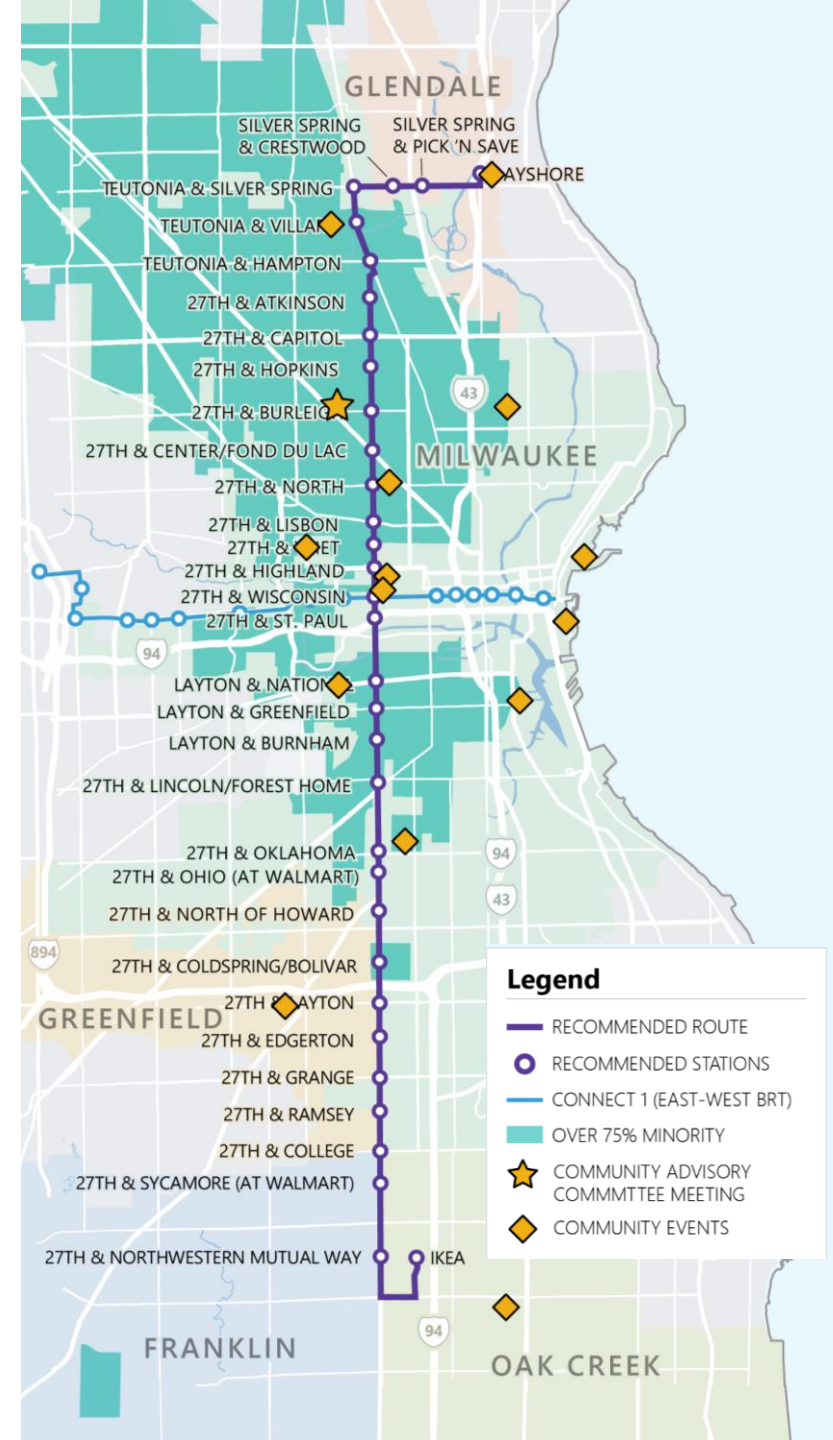 GLENDALE
SILVER SPRING
& CRESTWOOD
SILVER SPRING
& PICK 'N SAVE
AYSHORE
TEUTONIA & SILVER SPRING
TEUTONIA &
TEUTONIA & HAMPTON
27TH & ATKINSON
27TH & CAPITOL
27TH & HOPKINS
43
27TH &
MILWAUKEE
27TH & CENTER/FOND DU LAC
27TH & NORTH
27TH & LISBON
27TH &
27TH & HIGHLAND
27TH & WISCONSIN
27TH & ST. PAUL
94
LAYTON &
LAYTON & GREENFIELD
LAYTON & BURNHAM
27TH & LINCOLN/FOREST HOME
27TH & OKLAHOMA
94
27TH & OHIO (AT WALMART)
43
27TH & NORTH OF HOWARD
894
27TH & COLDSPRING/BOLIVAR
27TH
AYTON
GREENFIELD
27TH & EDGERTON
27TH & GRANGE
27TH & RAMSEY
27TH & COLLEGE
27TH & SYCAMORE (AT WALMART)
27TH & NORTHWESTERN MUTUAL WAY
IKEA
94
FRANKLIN
OAK CREEK
Legend
RECOMMENDED ROUTE
RECOMMENDED STATIONS
CONNECT 1 (EAST-WEST BRT)
OVER 75% MINORITY
COMMUNITY ADVISORY
COMMMTTEE MEETING
COMMUNITY EVENTS